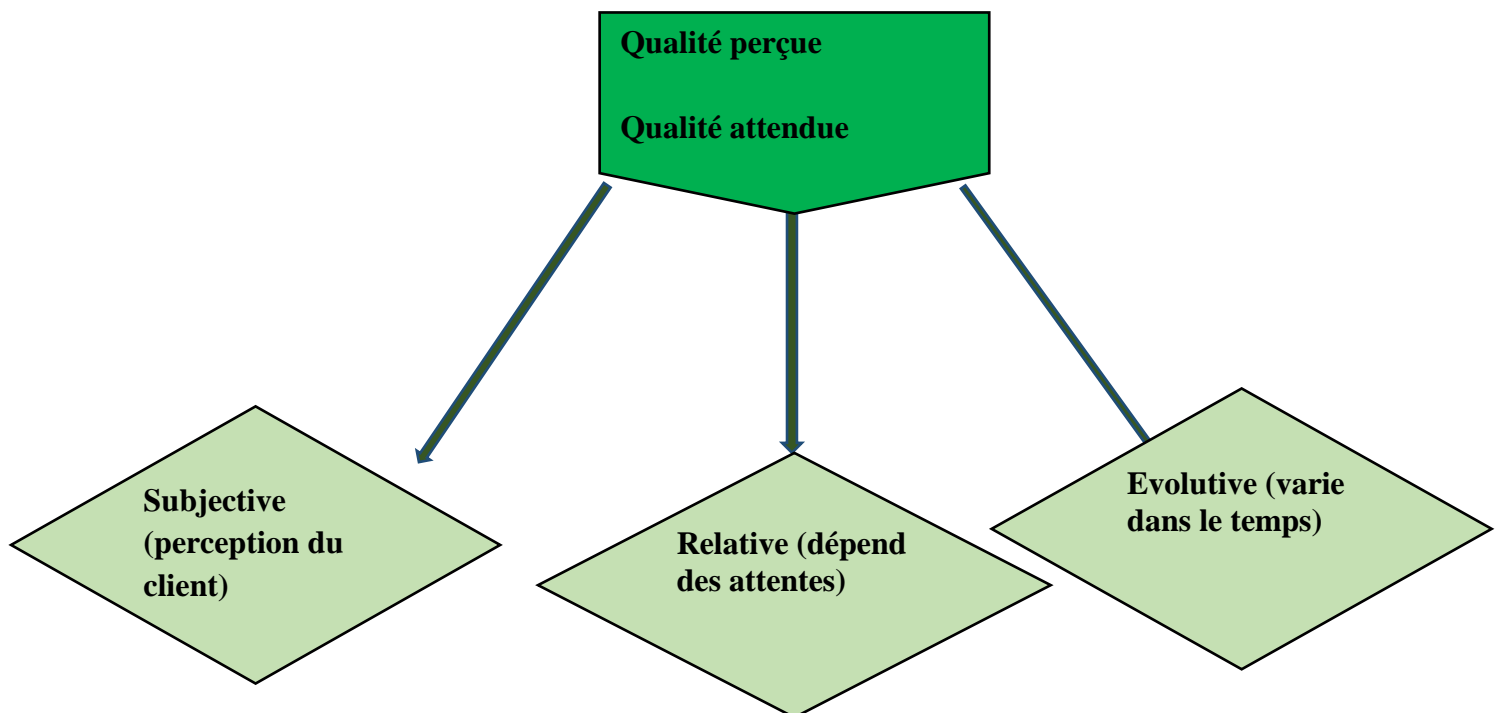 Qualité perçue
Qualité attendue
Subjective
(perception du
client)
Relative (dépend
des attentes)
Evolutive (varie
dans le temps)